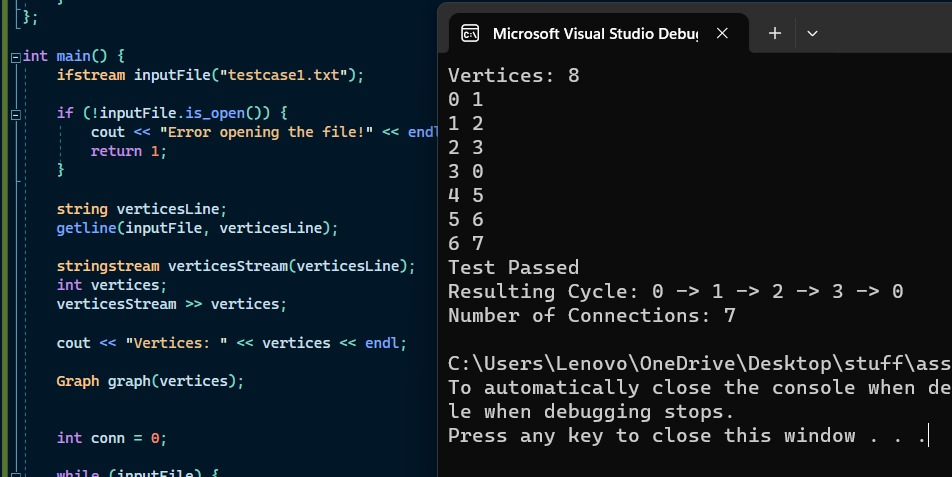 };
int main() {
ifstream inputFile("testcase1.txt");
if (!inputFile.is_open()) {
cout << "Error opening the file!" << endl
return 1;
}
string verticesLine;
getline(inputFile, verticesLine);
stringstream verticesStream(verticesLine);
int vertices;
verticesStream >> vertices;
cout << "Vertices: " << vertices << endl;
Graph graph(vertices);
int conn = 0;
while (inputFile) {
Microsoft Visual Studio Debug
Vertices: 8
0 1
1 2
2 3
3 0
4 5
5 6
6 7
Test Passed
Resulting Cycle: 0 -> 1 -> 2 -> 3 -> 0
Number of Connections: 7
C:\Users\Lenovo\OneDrive\Desktop\stuff\ass
To automatically close the console when de
le when debugging stops.
Press any key to close this window . . .